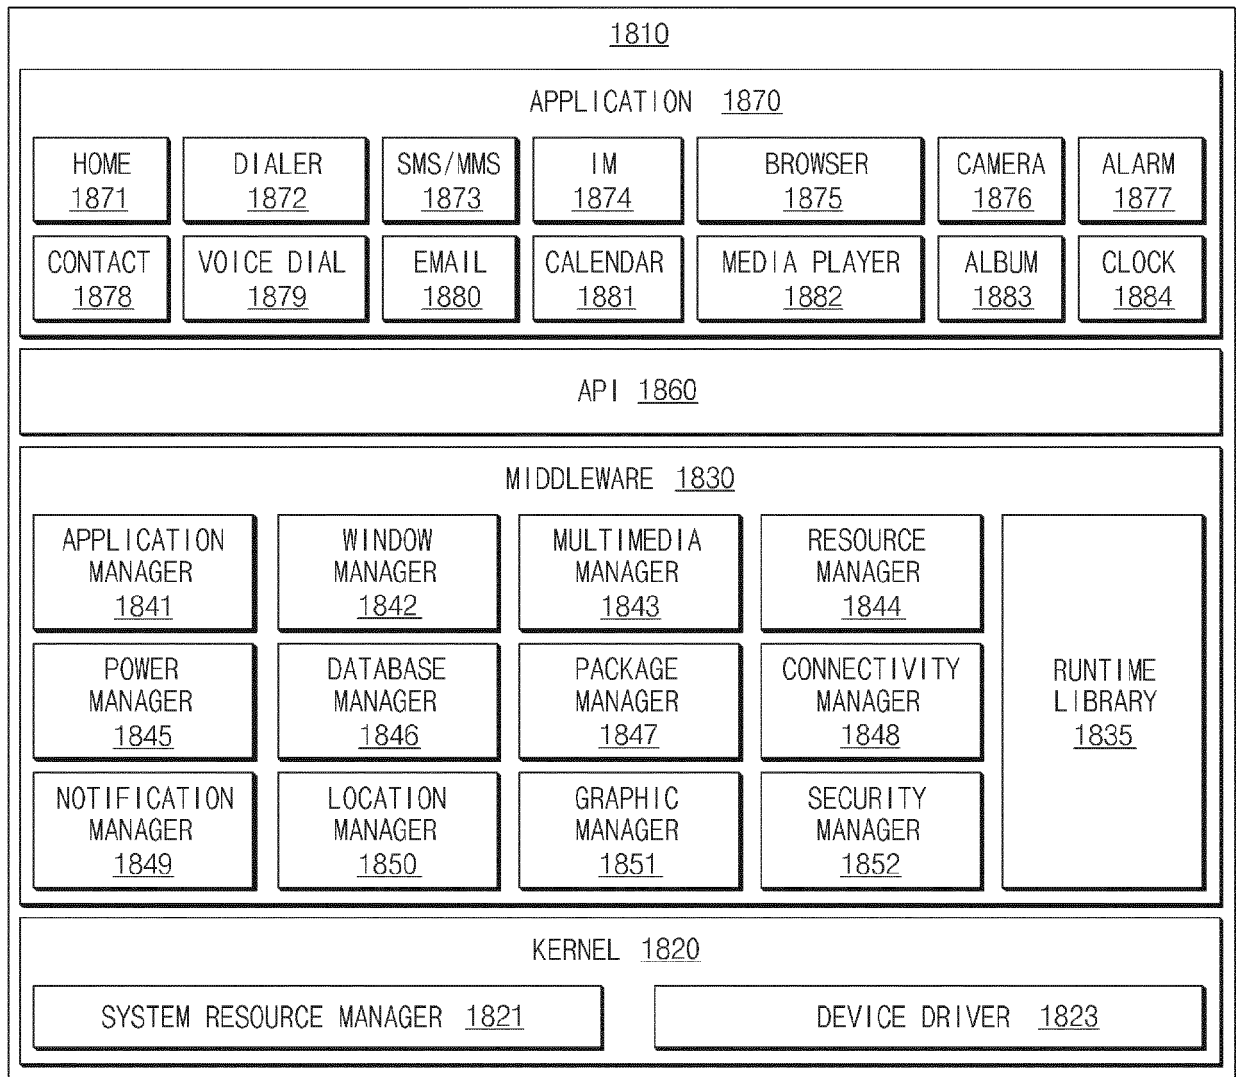 1810
APPLICATION 1870
HOME
1871
DIALER
1872
SMS/MMS
1873
IM
1874
BROWSER
1875
CAMERA
1876
ALARM
1877
CONTACT
1878
VOICE DIAL
1879
EMAIL
1880
CALENDAR
1881
MEDIA PLAYER
1882
ALBUM
1883
CLOCK
1884
API 1860
MIDDLEWARE 1830
APPLICATION
MANAGER
1841
WINDOW
MANAGER
1842
MULTIMEDIA
MANAGER
1843
RESOURCE
MANAGER
1844
POWER
MANAGER
1845
DATABASE
MANAGER
1846
PACKAGE
MANAGER
1847
CONNECTIVITY
MANAGER
1848
NOTIFICATION
MANAGER
1849
LOCATION
MANAGER
1850
GRAPHIC
MANAGER
1851
SECURITY
MANAGER
1852
RUNTIME
LIBRARY
1835
KERNEL 1820
SYSTEM RESOURCE MANAGER 1821
DEVICE DRIVER 1823